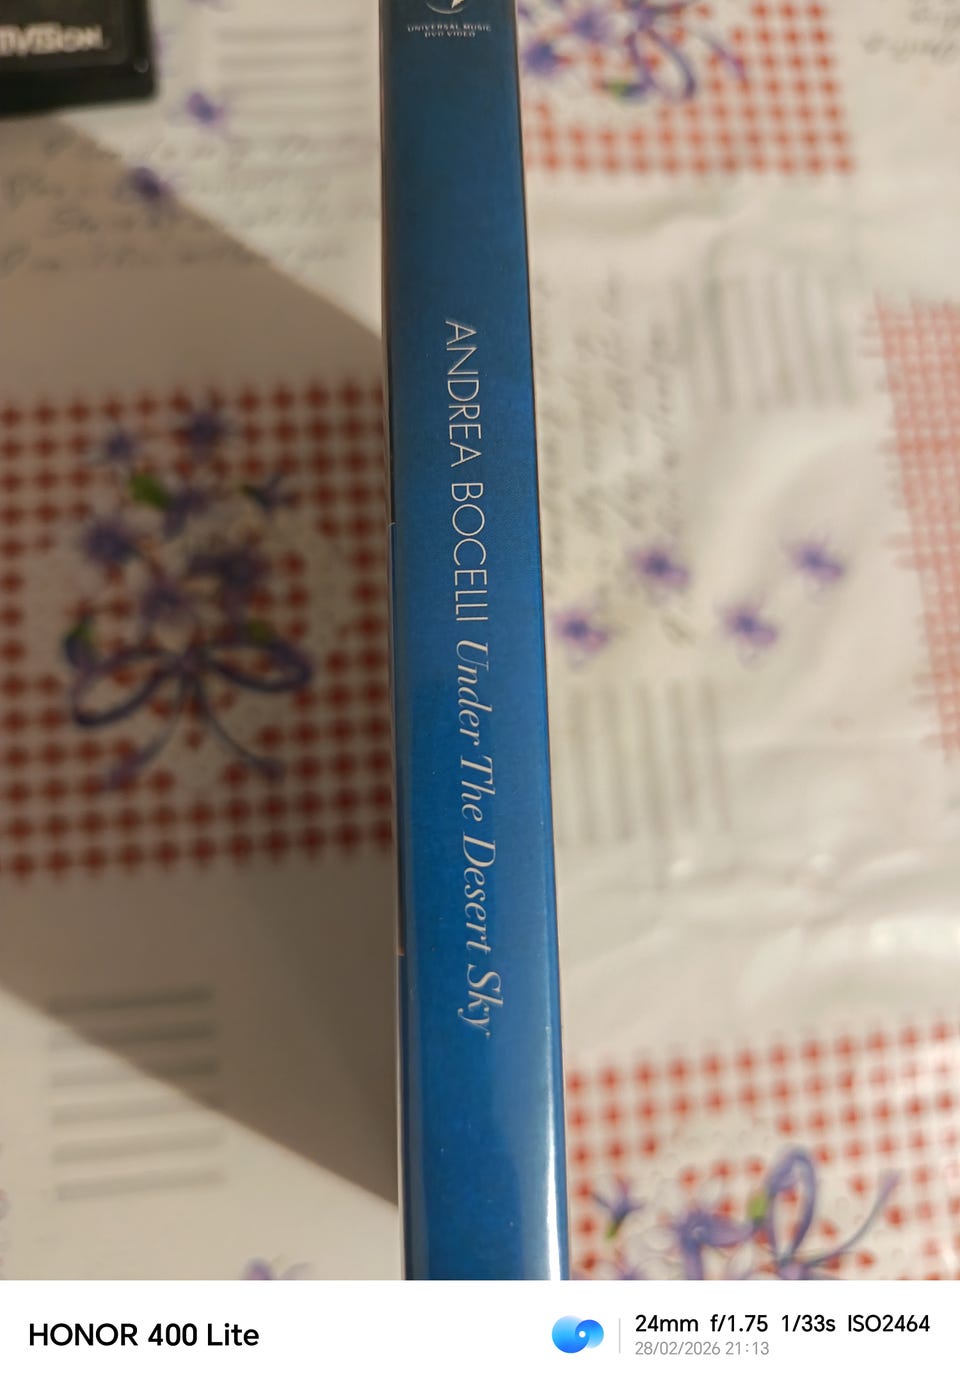 UNIVERSAL MUSIC
DVD VIDEO
ANDREA BOCELLI Under The Desert Sky
HONOR 400 Lite
24mm f/1.75 1/33s ISO2464
28/02/2026 21:13